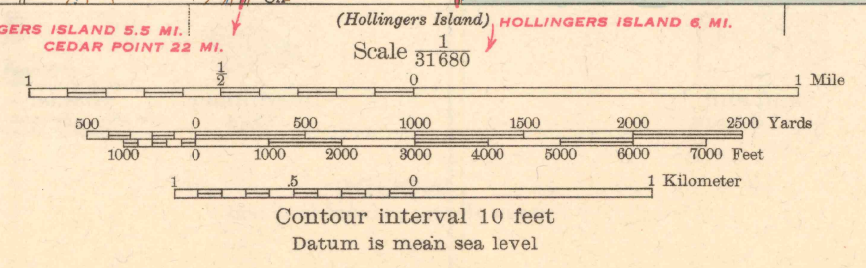 (Hollingers Island)
GERS ISLAND 5.5 MI.
HOLLINGERS ISLAND 6 MI.
CEDAR POINT 22 MI.
Scale 1/31680
1 1/2 0 1 Mile
500 0 500 1000 1500 2000 2500 Yards
1000 0 1000 2000 3000 4000 5000 6000 7000 Feet
1 .5 0 1 Kilometer
Contour interval 10 feet
Datum is mean sea level